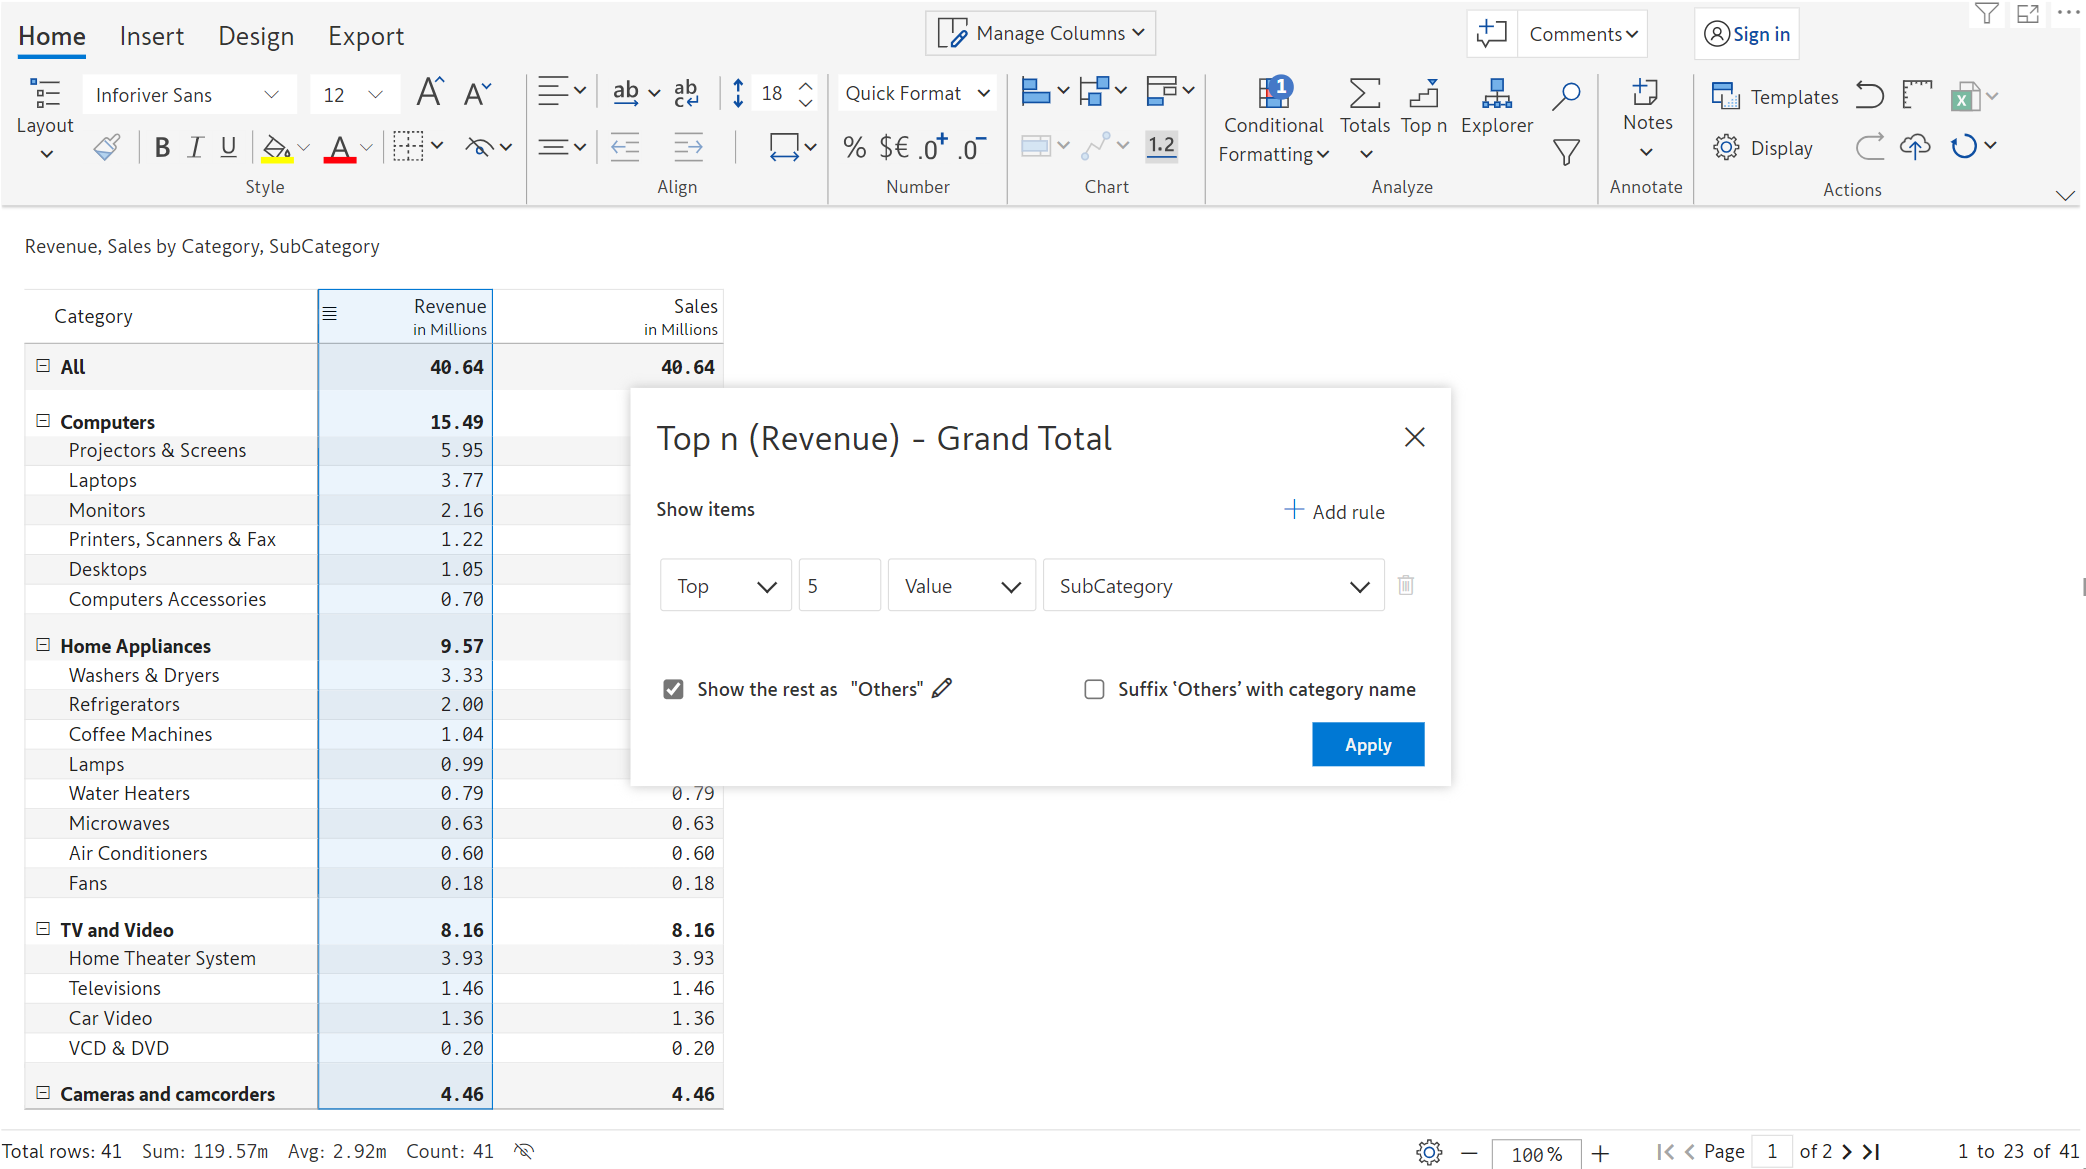 Home Insert Design Export Manage Columns Comments Sign in
Inforiver Sans 12 ab ab c 18 Quick Format 1 Templates
Layout Conditional Formatting Totals Top n Explorer Notes
B I U A % $€ .0+ .0- 1.2 Display
Style Align Number Chart Analyze Annotate Actions
Revenue, Sales by Category, SubCategory
Category Revenue in Millions Sales in Millions
All 40.64 40.64
Computers 15.49
Projectors & Screens 5.95
Laptops 3.77
Monitors 2.16
Printers, Scanners & Fax 1.22
Desktops 1.05
Computers Accessories 0.70
Home Appliances 9.57
Washers & Dryers 3.33
Refrigerators 2.00
Coffee Machines 1.04
Lamps 0.99
Water Heaters 0.79 0.79
Microwaves 0.63 0.63
Air Conditioners 0.60 0.60
Fans 0.18 0.18
TV and Video 8.16 8.16
Home Theater System 3.93 3.93
Televisions 1.46 1.46
Car Video 1.36 1.36
VCD & DVD 0.20 0.20
Cameras and camcorders 4.46 4.46
Top n (Revenue) - Grand Total
Show items + Add rule
Top 5 Value SubCategory
Show the rest as "Others" Suffix 'Others' with category name
Apply
Total rows: 41 Sum: 119.57m Avg: 2.92m Count: 41 100% Page 1 of 2 1 to 23 of 41